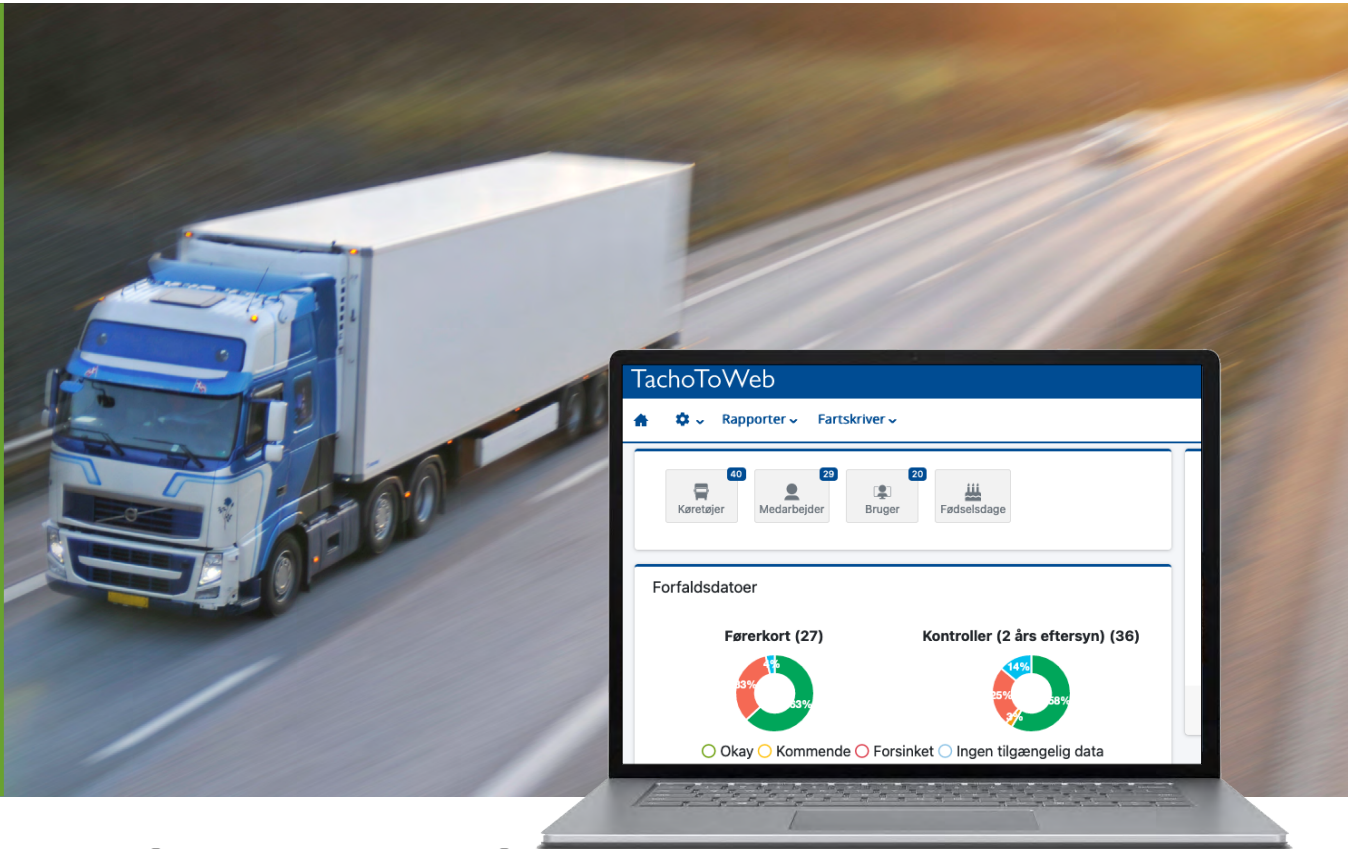 TachoToWeb
Rapporter Fartskriver
40 29 20
Køretøjer Medarbejder Bruger Fødselsdage
Forfaldsdatoer
Førerkort (27) Kontroller (2 års eftersyn) (36)
4% 14%
33% 25%
63% 58%
3%
Okay Kommende Forsinket Ingen tilgængelig data